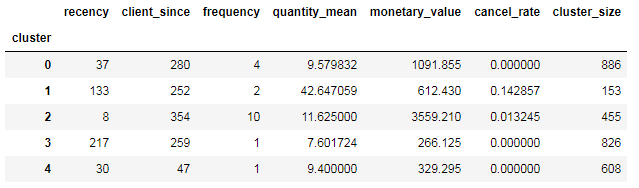 recency client_since frequency quantity_mean monetary_value cancel_rate cluster_size
cluster
0 37 280 4 9.579832 1091.855 0.000000 886
1 133 252 2 42.647059 612.430 0.142857 153
2 8 354 10 11.625000 3559.210 0.013245 455
3 217 259 1 7.601724 266.125 0.000000 826
4 30 47 1 9.400000 329.295 0.000000 608